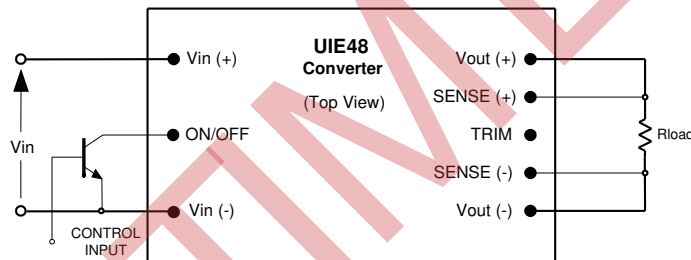 UIE48
Converter
(Top View)
Vin (+)
ON/OFF
Vin (-)
Vout (+)
SENSE (+)
TRIM
SENSE (-)
Vout (-)
Vin
CONTROL
INPUT
Rload